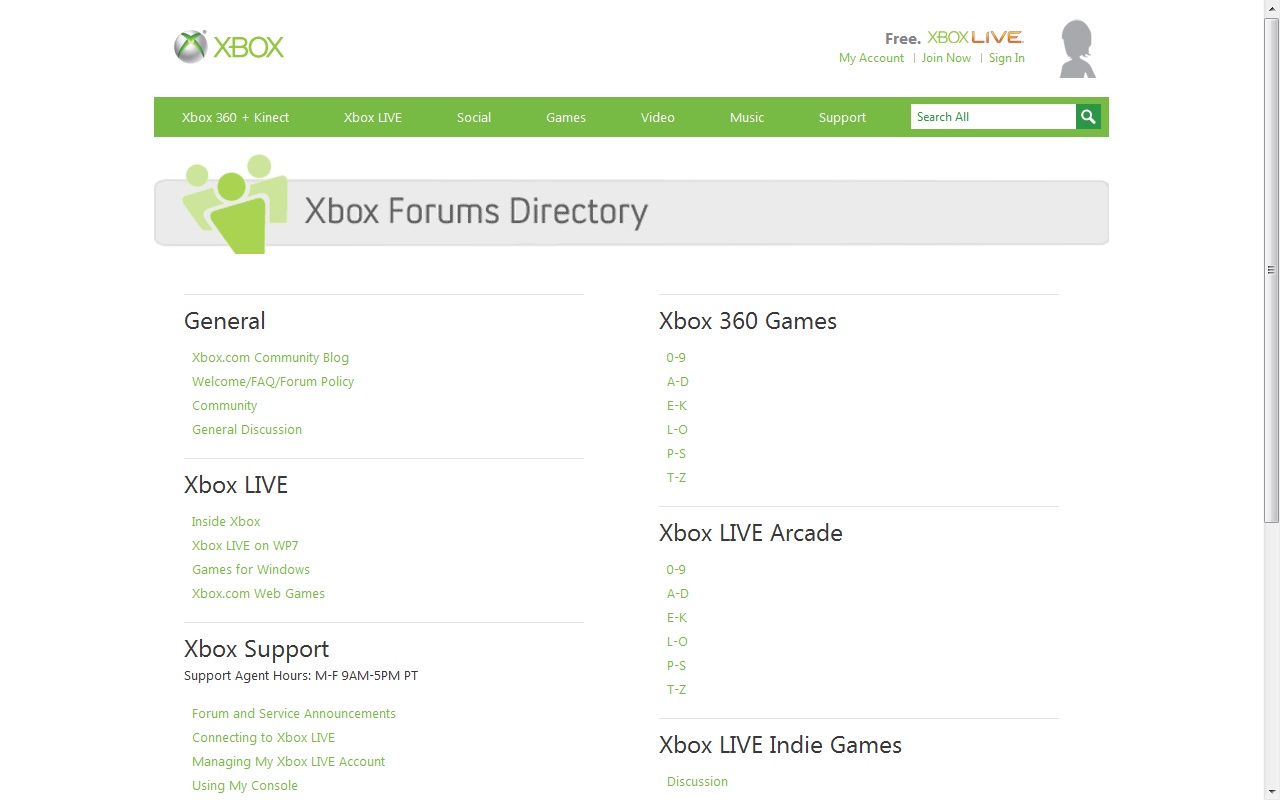 XBOX
Free. XBOX LIVE
My Account | Join Now | Sign In
Xbox 360 + Kinect Xbox LIVE Social Games Video Music Support Search All
Xbox Forums Directory
General
Xbox.com Community Blog
Welcome/FAQ/Forum Policy
Community
General Discussion
Xbox LIVE
Inside Xbox
Xbox LIVE on WP7
Games for Windows
Xbox.com Web Games
Xbox Support
Support Agent Hours: M-F 9AM-5PM PT
Forum and Service Announcements
Connecting to Xbox LIVE
Managing My Xbox LIVE Account
Using My Console
Xbox 360 Games
0-9
A-D
E-K
L-O
P-S
T-Z
Xbox LIVE Arcade
0-9
A-D
E-K
L-O
P-S
T-Z
Xbox LIVE Indie Games
Discussion